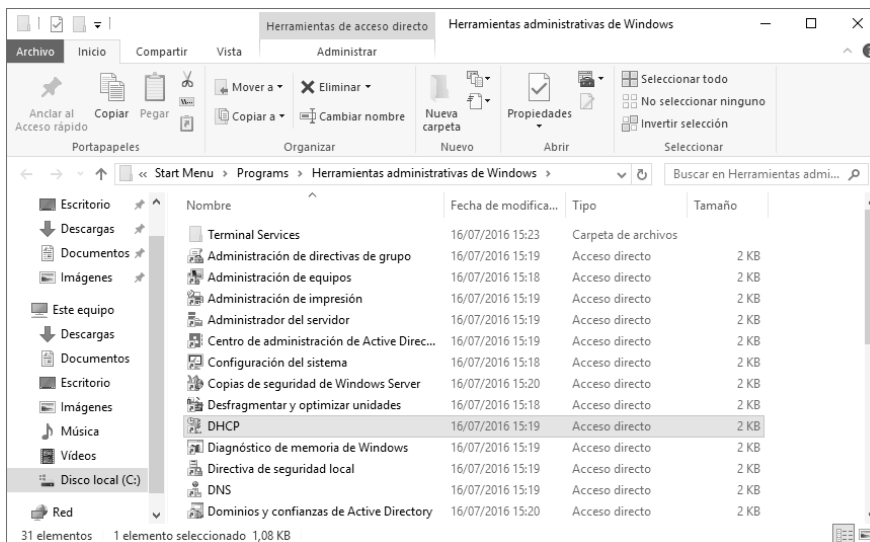 Herramientas de acceso directo Herramientas administrativas de Windows
Archivo Inicio Compartir Vista Administrar
Anclar al Acceso rápido
Copiar
Pegar
Mover a
Copiar a
Eliminar
Cambiar nombre
Nueva carpeta
Propiedades
Seleccionar todo
No seleccionar ninguno
Invertir selección
Portapapeles Organizar Nuevo Abrir Seleccionar
« Start Menu > Programs > Herramientas administrativas de Windows > Buscar en Herramientas admi...
Escritorio
Descargas
Documentos
Imágenes
Este equipo
Descargas
Documentos
Escritorio
Imágenes
Música
Vídeos
Disco local (C:)
Red
Nombre Fecha de modifica... Tipo Tamaño
Terminal Services 16/07/2016 15:23 Carpeta de archivos
Administración de directivas de grupo 16/07/2016 15:19 Acceso directo 2 KB
Administración de equipos 16/07/2016 15:18 Acceso directo 2 KB
Administración de impresión 16/07/2016 15:19 Acceso directo 2 KB
Administrador del servidor 16/07/2016 15:19 Acceso directo 2 KB
Centro de administración de Active Direc... 16/07/2016 15:19 Acceso directo 2 KB
Configuración del sistema 16/07/2016 15:18 Acceso directo 2 KB
Copias de seguridad de Windows Server 16/07/2016 15:20 Acceso directo 2 KB
Desfragmentar y optimizar unidades 16/07/2016 15:18 Acceso directo 2 KB
DHCP 16/07/2016 15:19 Acceso directo 2 KB
Diagnóstico de memoria de Windows 16/07/2016 15:19 Acceso directo 2 KB
Directiva de seguridad local 16/07/2016 15:19 Acceso directo 2 KB
DNS 16/07/2016 15:19 Acceso directo 2 KB
Dominios y confianzas de Active Directory 16/07/2016 15:20 Acceso directo 2 KB
31 elementos 1 elemento seleccionado 1,08 KB